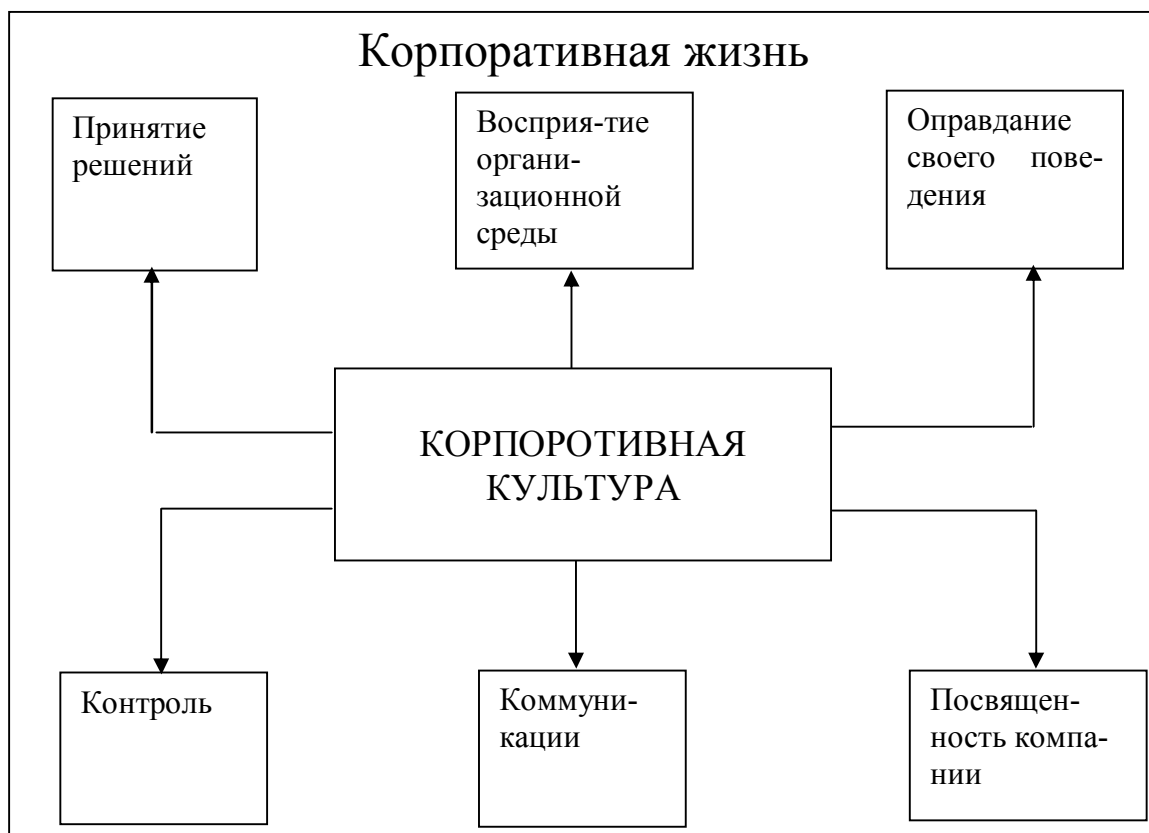 Корпоративная жизнь
Принятие
решений
Восприя-тие
органи-
зационной
среды
Оправдание
своего пове-
дения
КОРПОРОТИВНАЯ
КУЛЬТУРА
Контроль
Коммуни-
кации
Посвящен-
ность компа-
нии